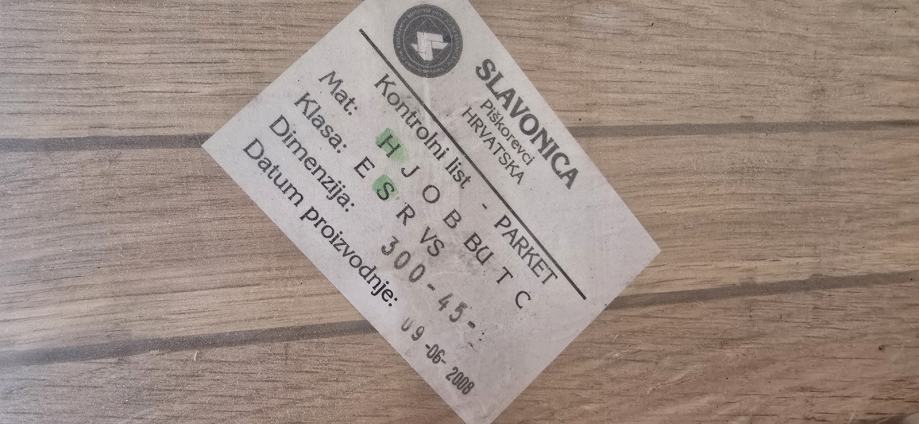 SLAVONICA
Piškorevci
HRVATSKA
Kontrolni list - PARKET
Mat: H J O B BU T C
Klasa: E S R VS
Dimenzija: 300-45-
Datum proizvodnje: 09-06-2008